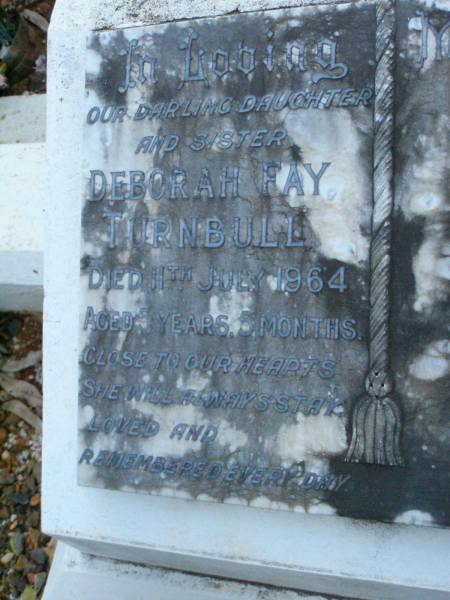 In Loving M
OUR DARLING DAUGHTER
AND SISTER
DEBORAH FAY
TURNBULL.
DIED 11TH JULY 1964
AGED 5 YEARS, 5 MONTHS.
CLOSE TO OUR HEARTS
SHE WILL ALWAYS STAY
LOVED AND
REMEMBERED EVERY DAY